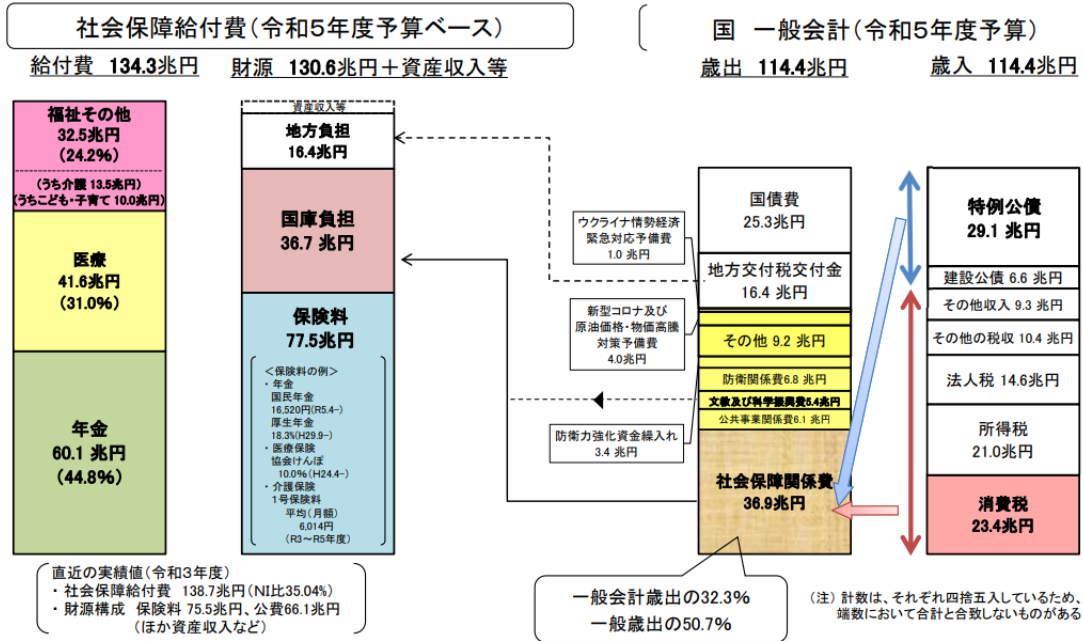 社会保障給付費(令和5年度予算ベース)
国 一般会計(令和5年度予算)
給付費 134.3兆円
財源 130.6兆円+資産収入等
歳出 114.4兆円
歳入 114.4兆円
福祉その他
32.5兆円
(24.2%)
(うち介護 13.5兆円)
(うちこども・子育て 10.0兆円)
医療
41.6兆円
(31.0%)
年金
60.1 兆円
(44.8%)
資産収入等
地方負担
16.4兆円
国庫負担
36.7 兆円
保険料
77.5兆円
<保険料の例>
・年金
国民年金
16,520円(R5.4-)
厚生年金
18.3%(H29.9-)
・医療保険
協会けんぽ
10.0%(H24.4-)
・介護保険
1号保険料
平均(月額)
6,014円
(R3~R5年度)
ウクライナ情勢経済
緊急対応予備費
1.0 兆円
新型コロナ及び
原油価格・物価高騰
対策予備費
4.0兆円
防衛力強化資金繰入れ
3.4 兆円
国債費
25.3兆円
地方交付税交付金
16.4 兆円
その他 9.2 兆円
防衛関係費6.8 兆円
文教及び科学振興費5.4兆円
公共事業関係費6.1 兆円
社会保障関係費
36.9兆円
特例公債
29.1 兆円
建設公債 6.6 兆円
その他収入 9.3 兆円
その他の税収 10.4 兆円
法人税 14.6兆円
所得税
21.0兆円
消費税
23.4兆円
直近の実績値(令和3年度)
・社会保障給付費 138.7兆円(NI比35.04%)
・財源構成 保険料 75.5兆円、公費66.1兆円
(ほか資産収入など)
一般会計歳出の32.3%
一般歳出の50.7%
(注) 計数は、それぞれ四捨五入しているため、
端数において合計と合致しないものがある